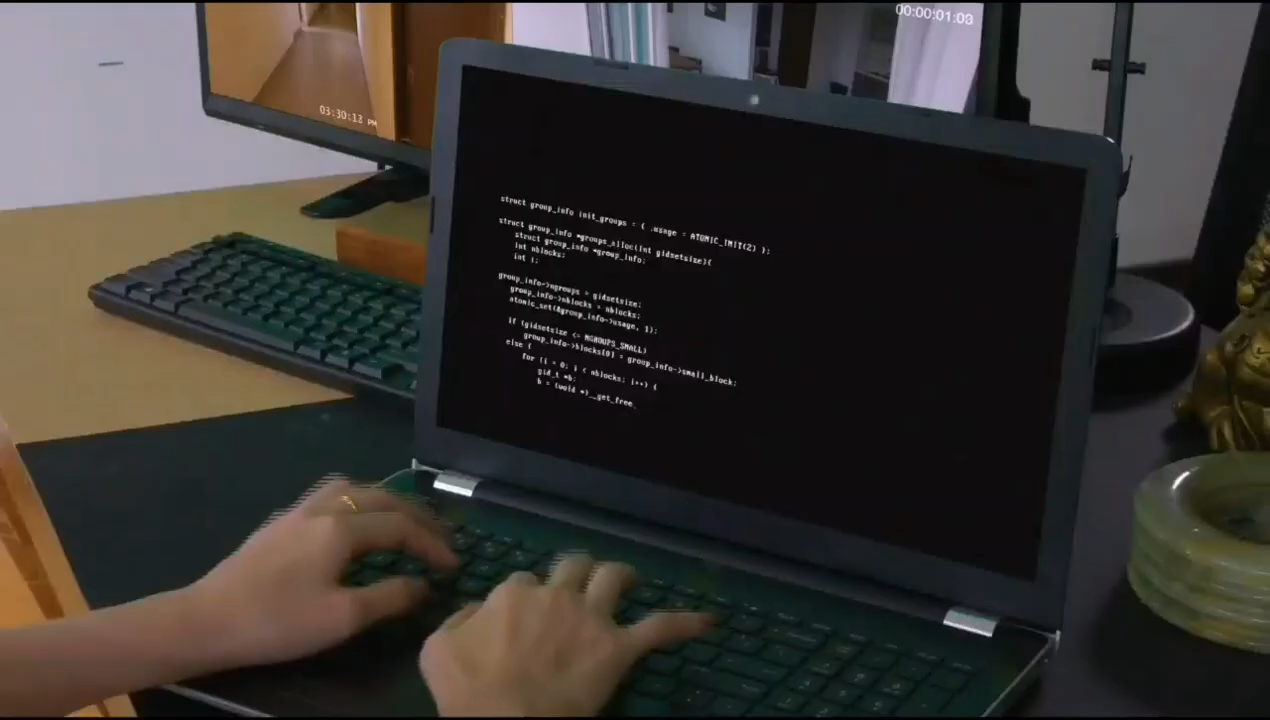 03:30:12 PM
00:00:01:03
struct group_info init_groups = { .usage = ATOMIC_INIT(2) };
struct group_info *groups_alloc(int gidsetsize){
struct group_info *group_info;
int nblocks;
int i;
group_info->ngroups = gidsetsize;
group_info->nblocks = nblocks;
atomic_set(&group_info->usage, 1);
if (gidsetsize <= NGROUPS_SMALL)
group_info->blocks[0] = group_info->small_block;
else {
for (i = 0; i < nblocks; i++) {
gid_t *b;
b = (void *)__get_free_